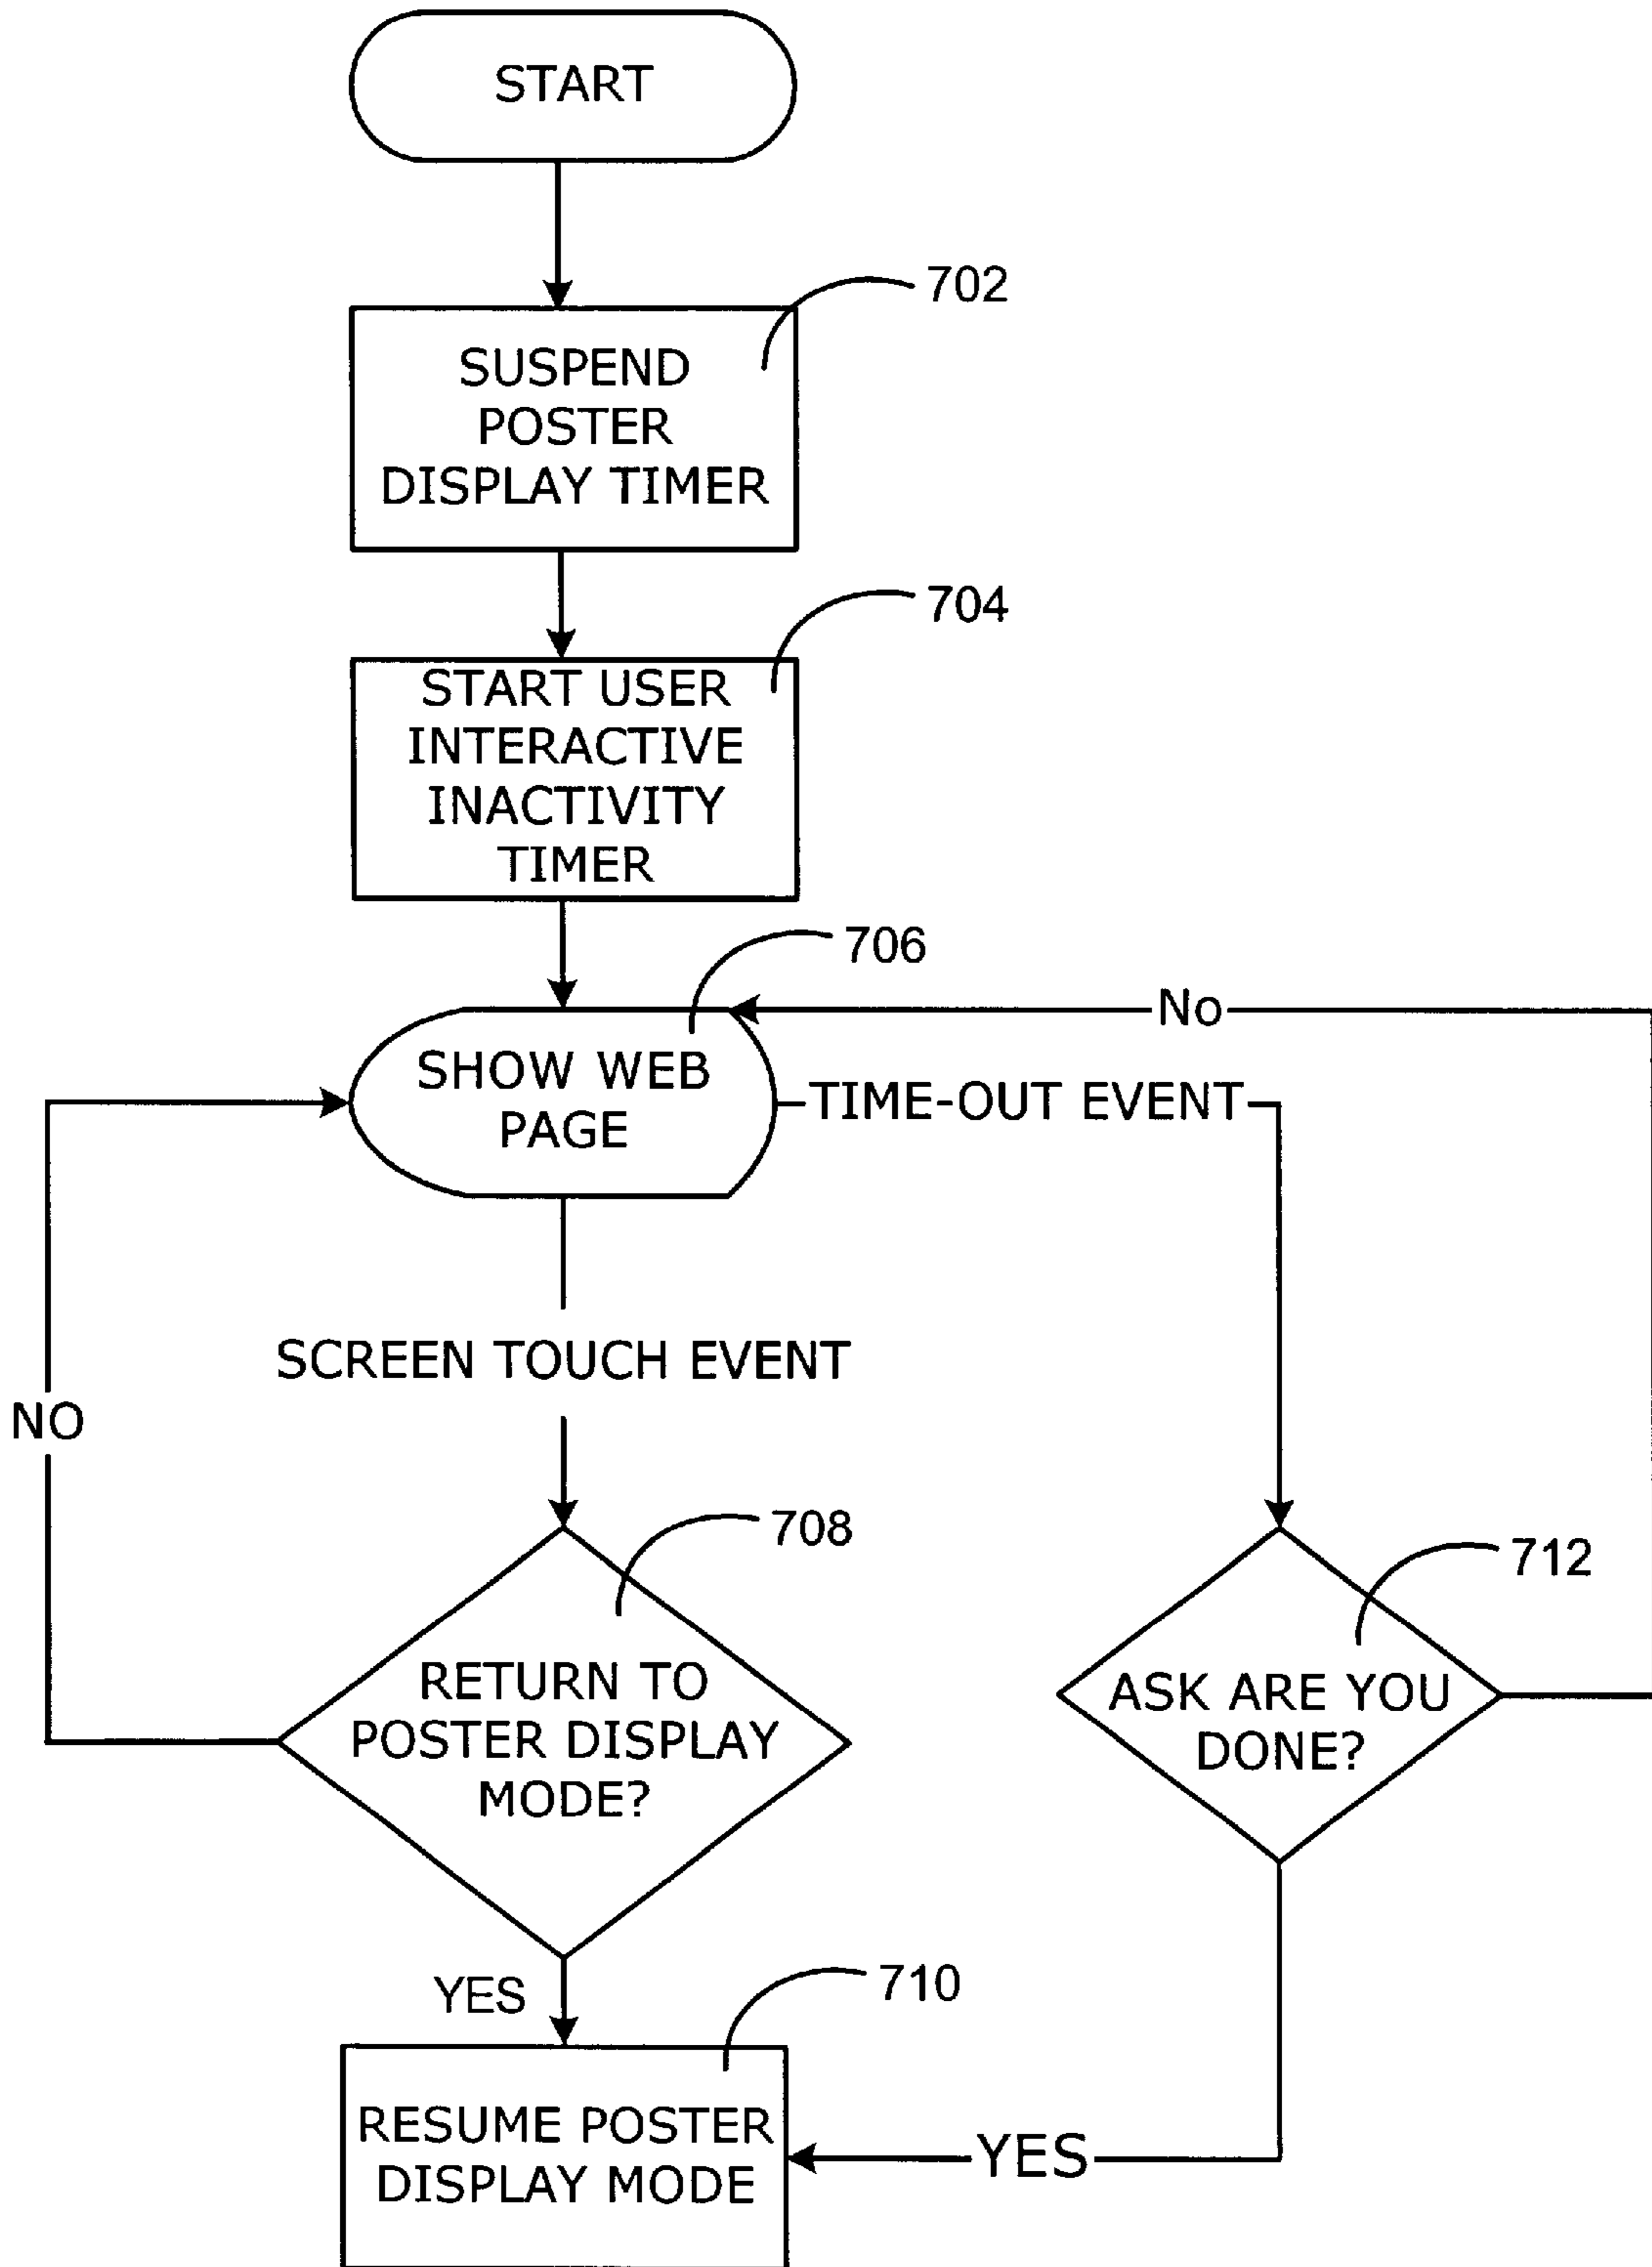 START
702
SUSPEND
POSTER
DISPLAY TIMER
704
START USER
INTERACTIVE
INACTIVITY
TIMER
706
No
SHOW WEB
PAGE
TIME-OUT EVENT
SCREEN TOUCH EVENT
NO
708
712
RETURN TO
POSTER DISPLAY
MODE?
ASK ARE YOU
DONE?
YES
710
RESUME POSTER
DISPLAY MODE
YES